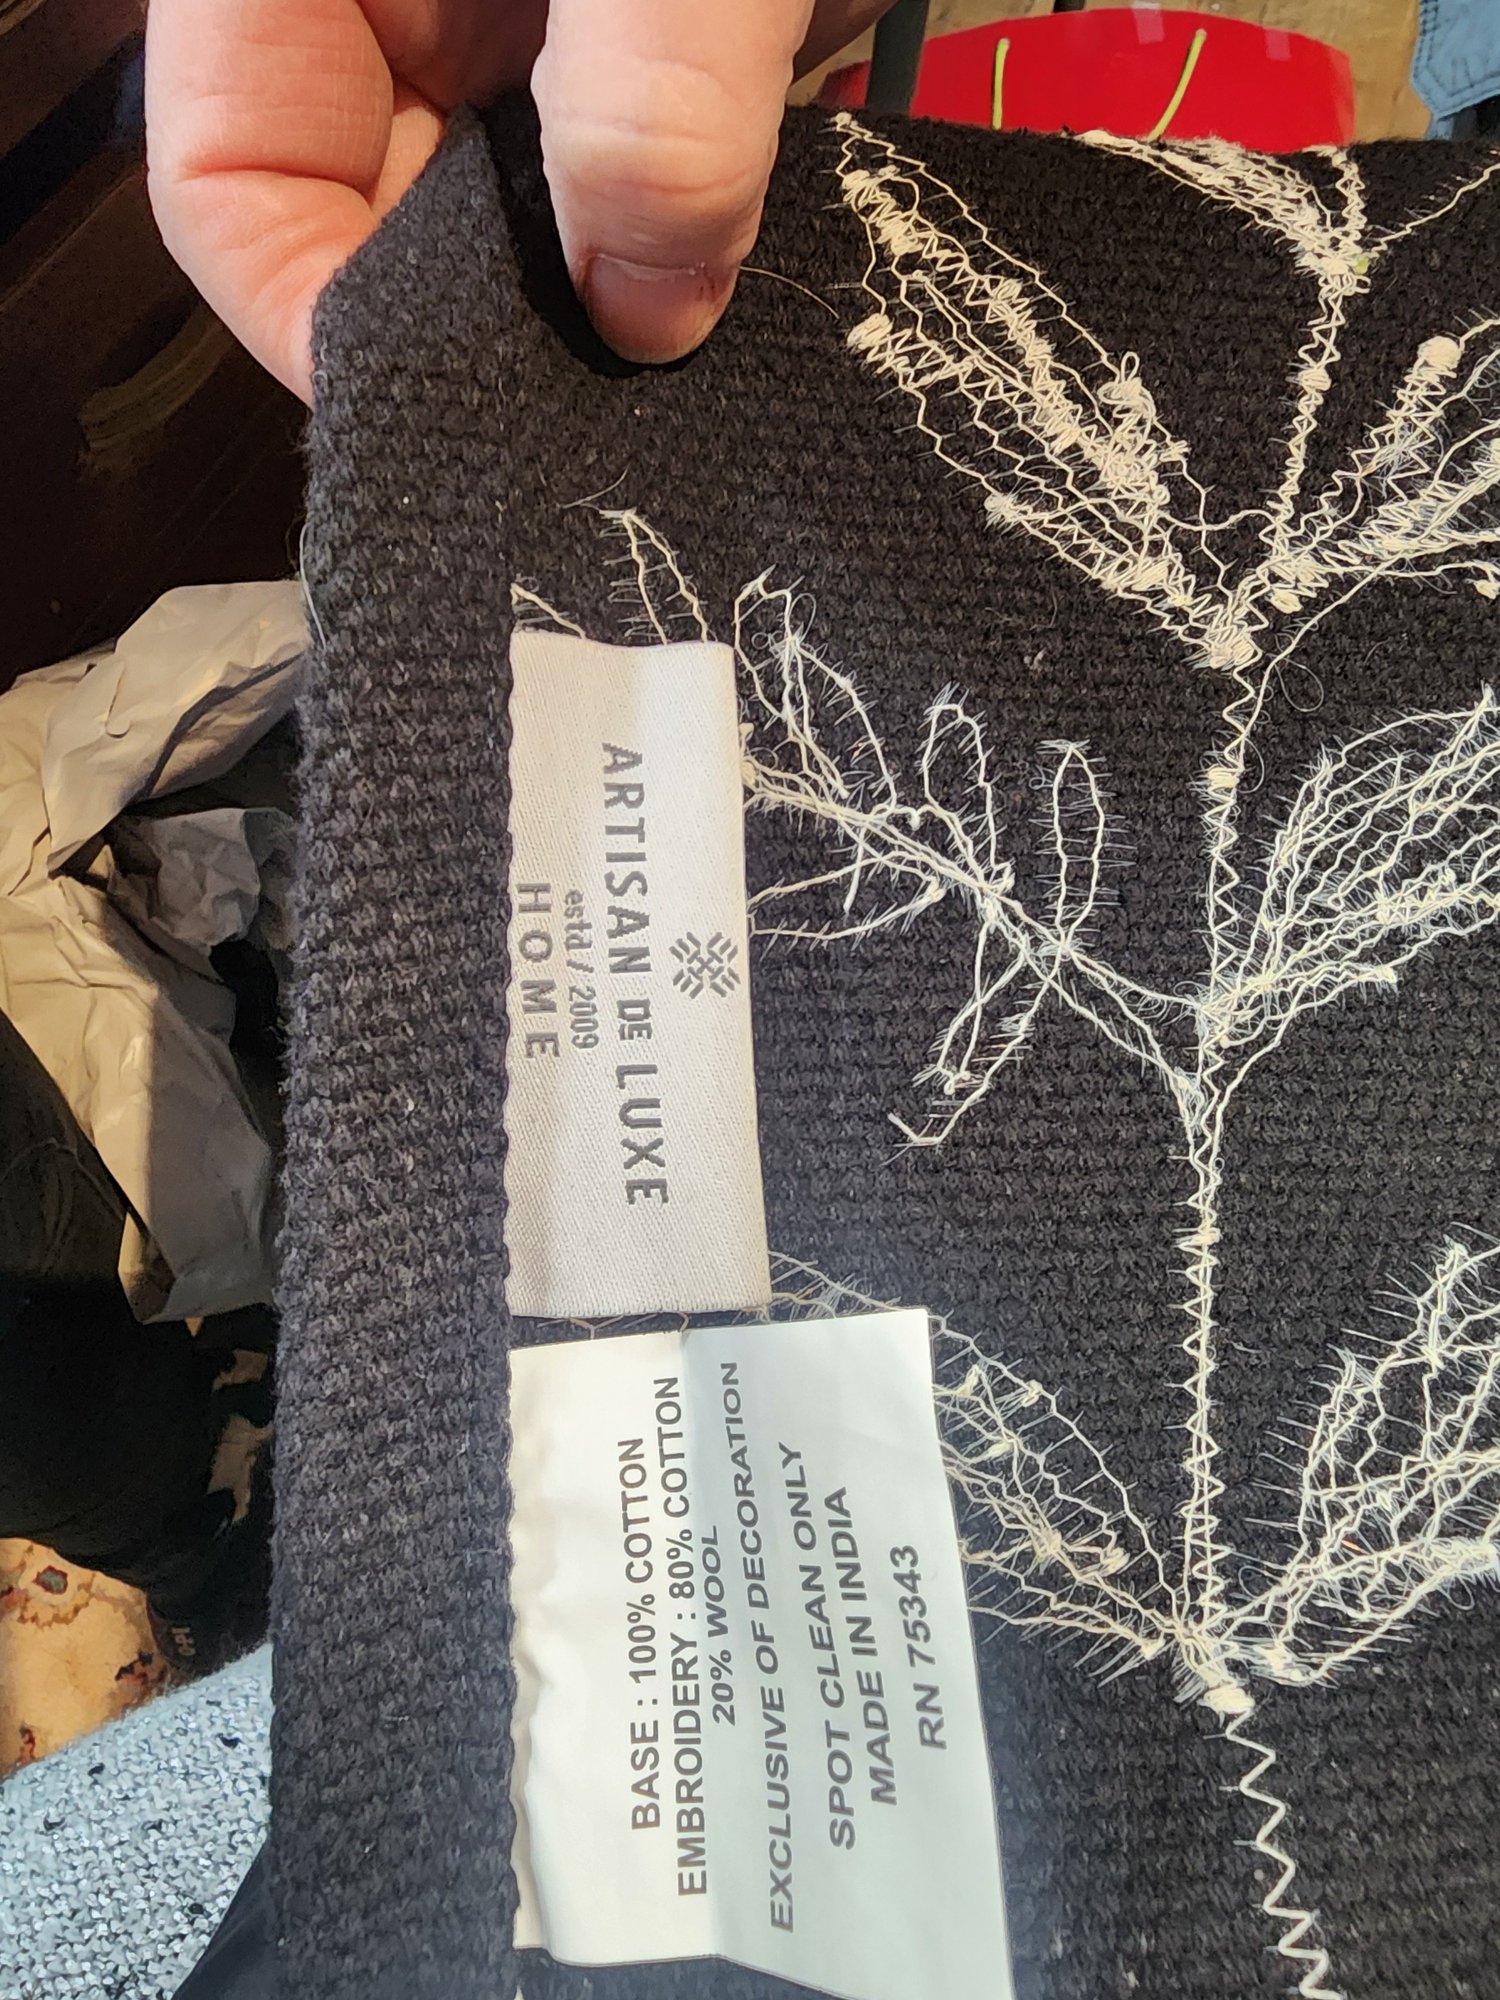 ARTISAN DE LUXE
estd / 2009
HOME
BASE : 100% COTTON
EMBROIDERY : 80% COTTON
20% WOOL
EXCLUSIVE OF DECORATION
SPOT CLEAN ONLY
MADE IN INDIA
RN 75343